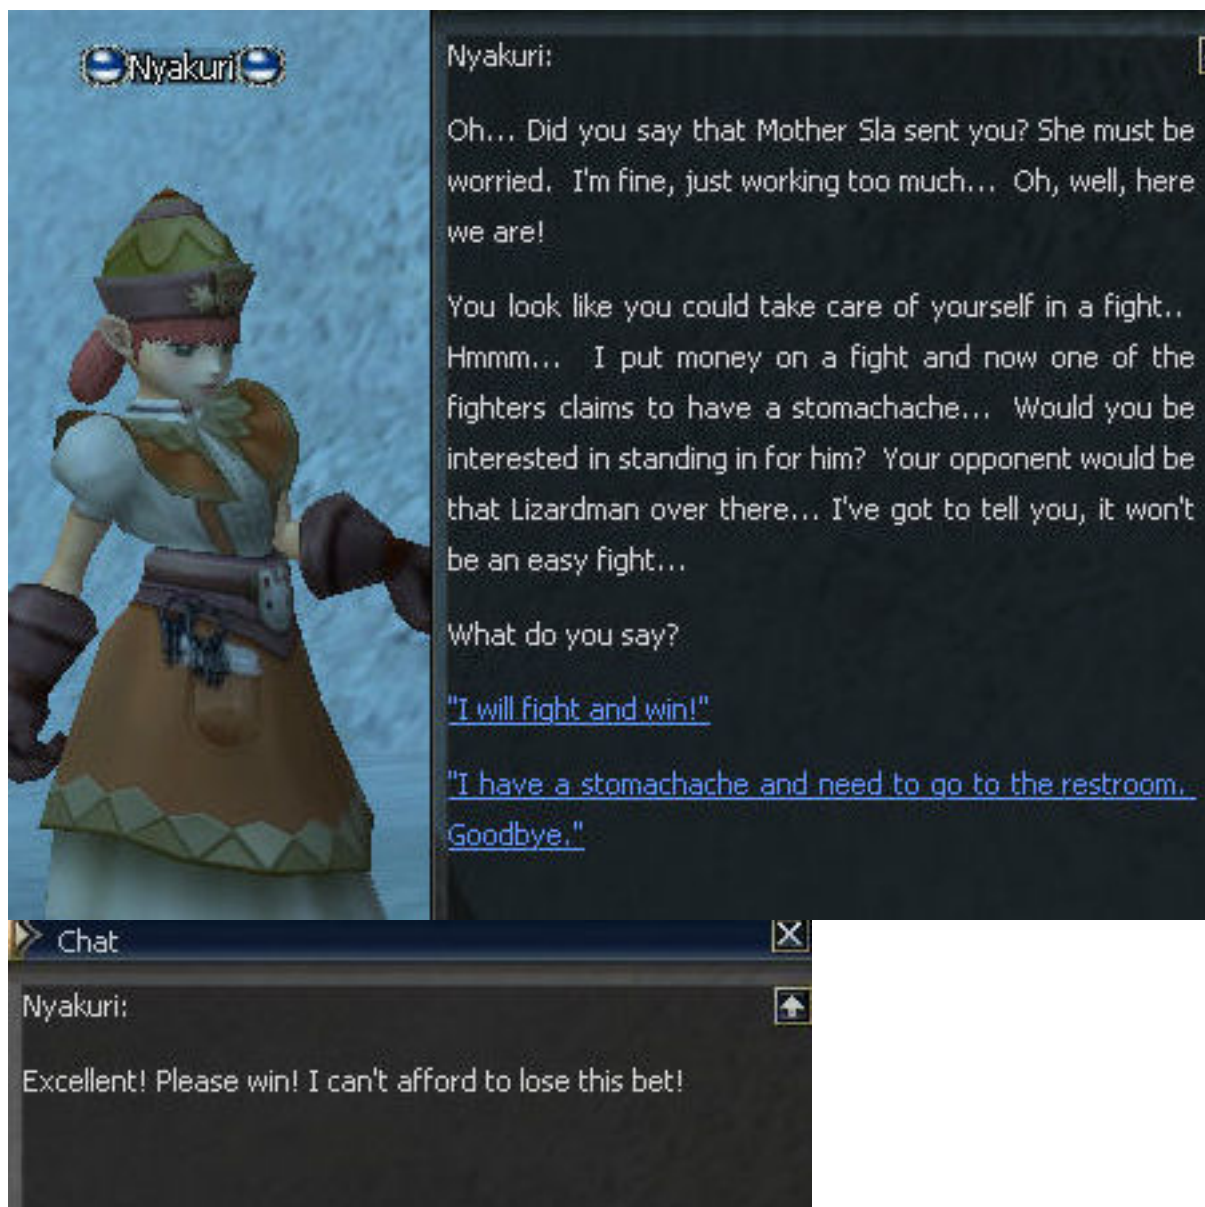 Nyakuri
Nyakuri:
Oh... Did you say that Mother Sla sent you? She must be
worried. I'm fine, just working too much... Oh, well, here
we are!
You look like you could take care of yourself in a fight..
Hmmm... I put money on a fight and now one of the
fighters claims to have a stomachache... Would you be
interested in standing in for him? Your opponent would be
that Lizardman over there... I've got to tell you, it won't
be an easy fight...
What do you say?
"I will fight and win!"
"I have a stomachache and need to go to the restroom.
Goodbye."
Chat
Nyakuri:
Excellent! Please win! I can't afford to lose this bet!